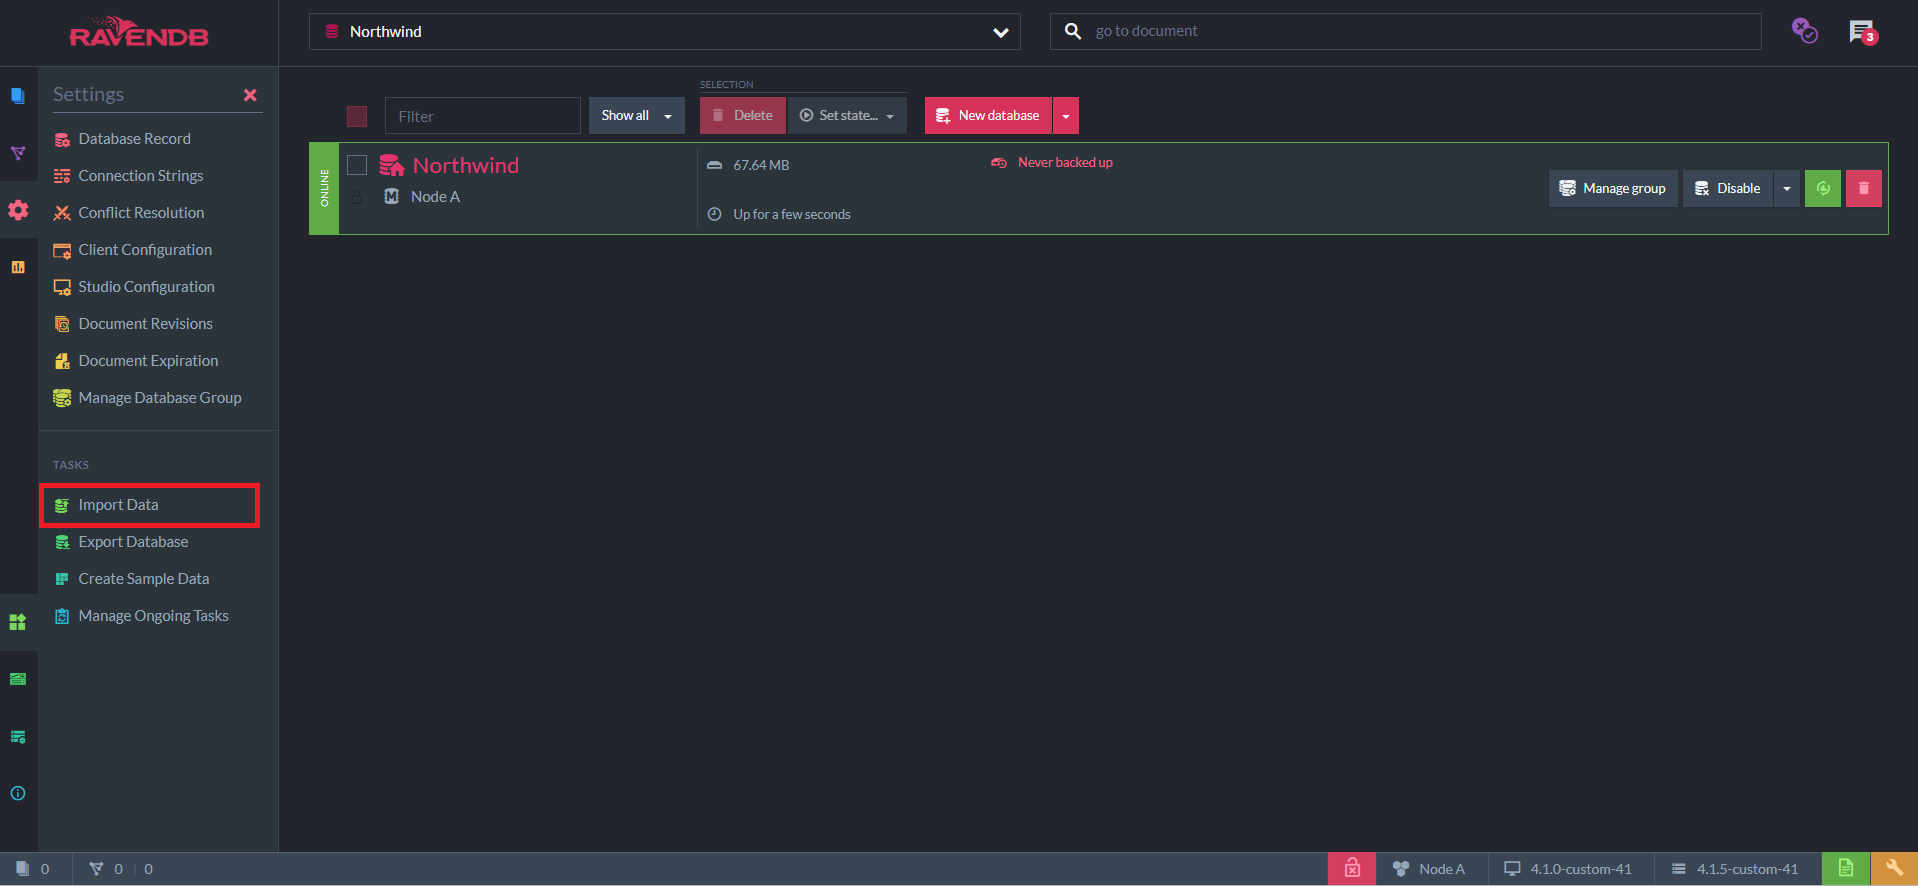 RAVENDB
Northwind
go to document
3
Settings
Database Record
Connection Strings
Conflict Resolution
Client Configuration
Studio Configuration
Document Revisions
Document Expiration
Manage Database Group
TASKS
Import Data
Export Database
Create Sample Data
Manage Ongoing Tasks
SELECTION
Filter
Show all
Delete
Set state...
New database
ONLINE
Northwind
Node A
67.64 MB
Up for a few seconds
Never backed up
Manage group
Disable
0
0
0
Node A
4.1.0-custom-41
4.1.5-custom-41